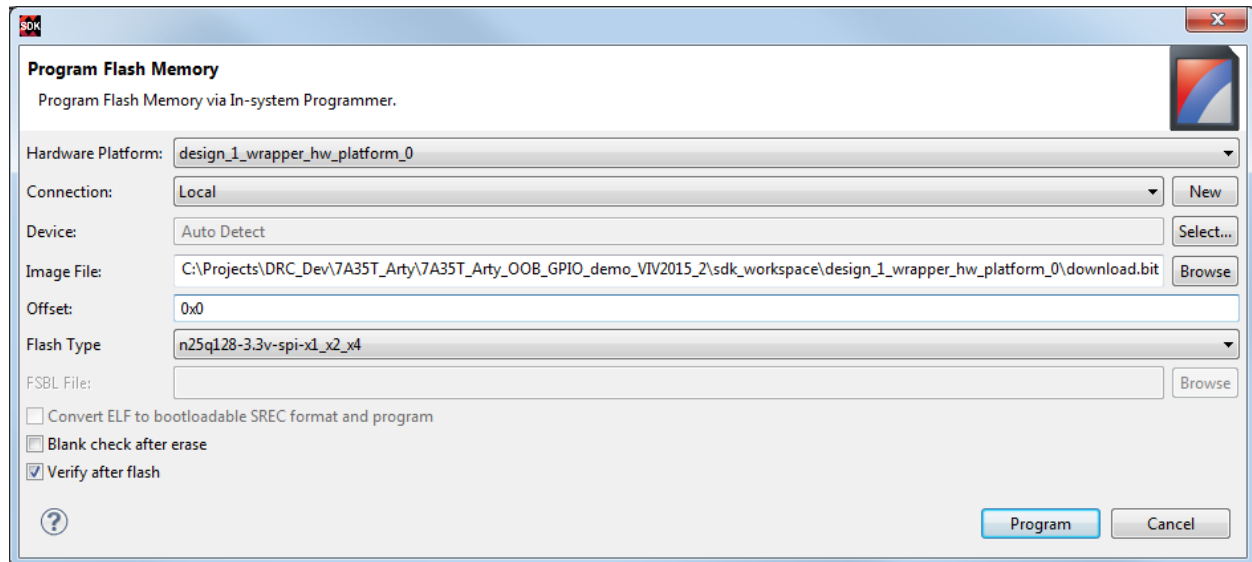 SDK
Program Flash Memory
Program Flash Memory via In-system Programmer.
Hardware Platform: design_1_wrapper_hw_platform_0
Connection: Local New
Device: Auto Detect Select...
Image File: C:\Projects\DRC_Dev\7A35T_Arty\7A35T_Arty_OOB_GPIO_demo_VIV2015_2\sdk_workspace\design_1_wrapper_hw_platform_0\download.bit Browse
Offset: 0x0
Flash Type n25q128-3.3v-spi-x1_x2_x4
FSBL File: Browse
Convert ELF to bootloadable SREC format and program
Blank check after erase
Verify after flash
? Program Cancel